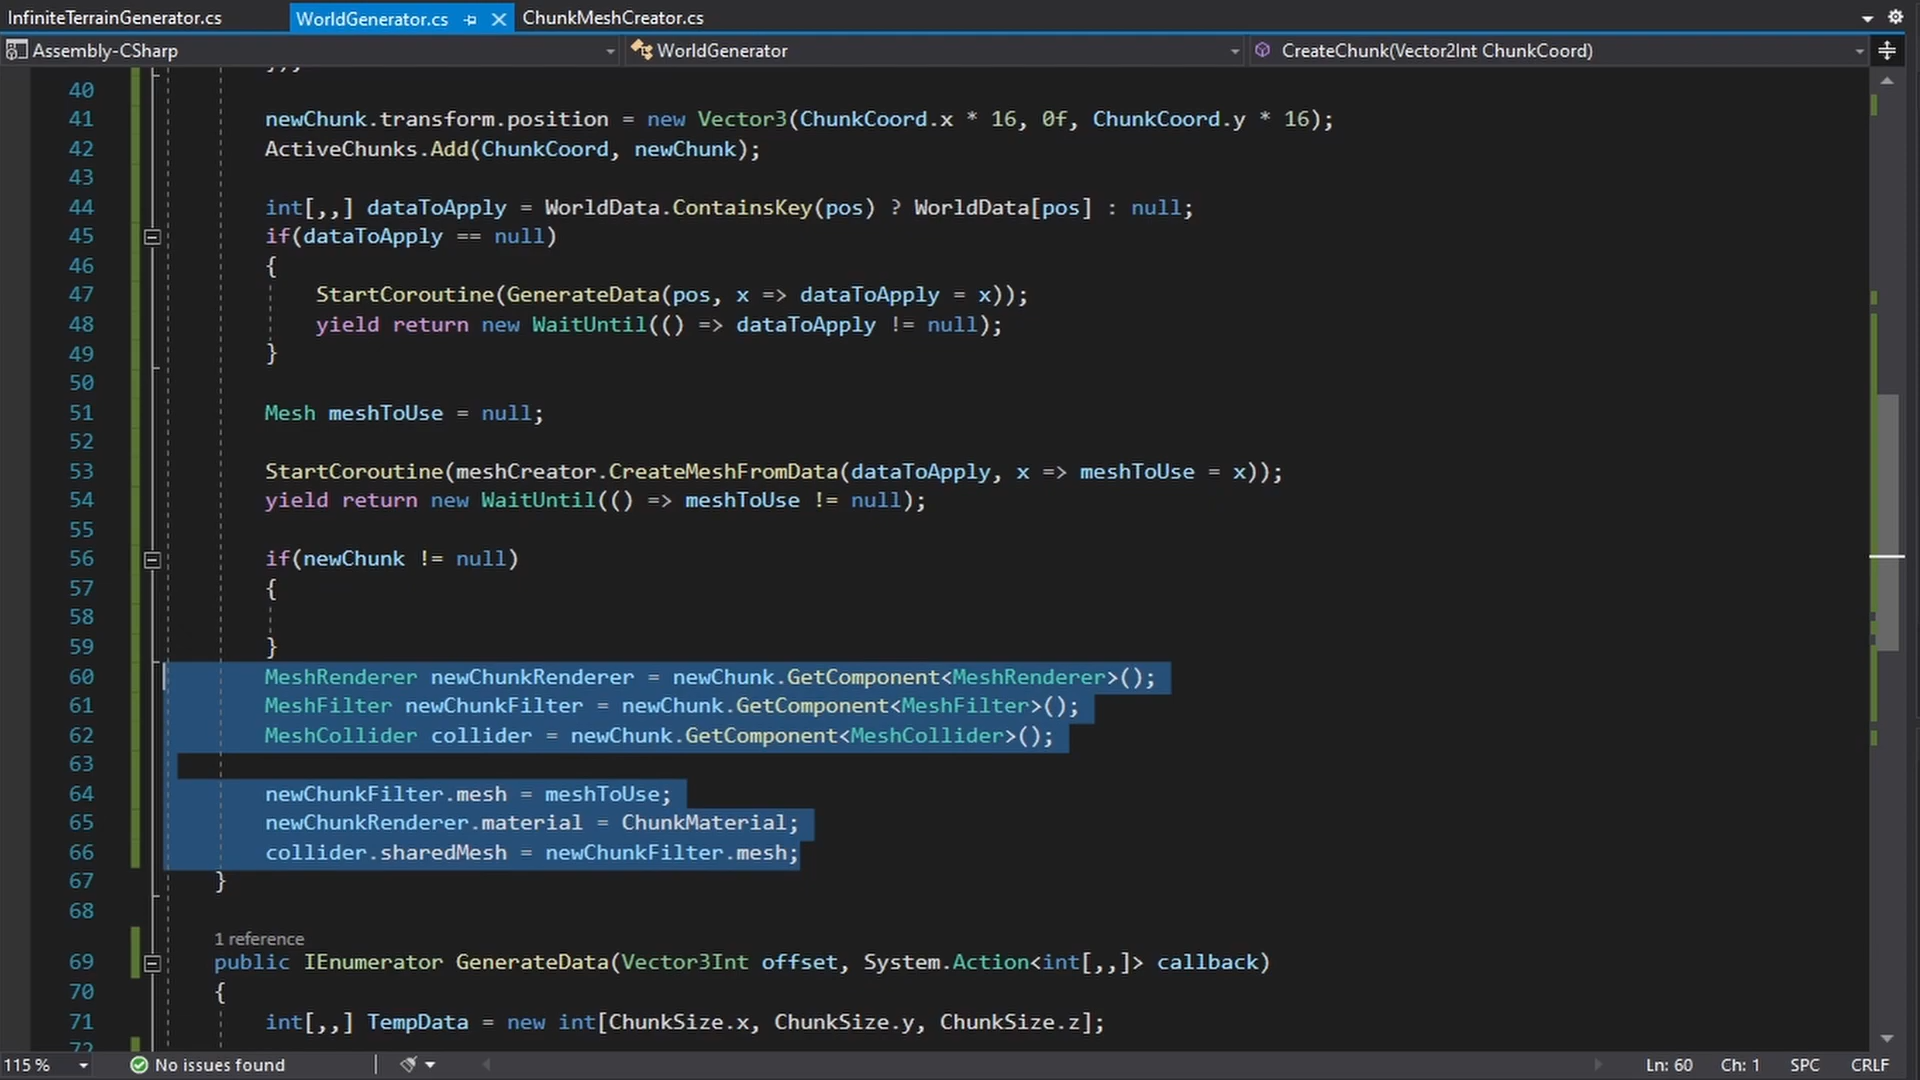 InfiniteTerrainGenerator.cs WorldGenerator.cs ChunkMeshCreator.cs
Assembly-CSharp WorldGenerator CreateChunk(Vector2Int ChunkCoord)
40
41 newChunk.transform.position = new Vector3(ChunkCoord.x * 16, 0f, ChunkCoord.y * 16);
42 ActiveChunks.Add(ChunkCoord, newChunk);
43
44 int[,,] dataToApply = WorldData.ContainsKey(pos) ? WorldData[pos] : null;
45 if(dataToApply == null)
46 {
47 StartCoroutine(GenerateData(pos, x => dataToApply = x));
48 yield return new WaitUntil(() => dataToApply != null);
49 }
50
51 Mesh meshToUse = null;
52
53 StartCoroutine(meshCreator.CreateMeshFromData(dataToApply, x => meshToUse = x));
54 yield return new WaitUntil(() => meshToUse != null);
55
56 if(newChunk != null)
57 {
58
59 }
60 MeshRenderer newChunkRenderer = newChunk.GetComponent<MeshRenderer>();
61 MeshFilter newChunkFilter = newChunk.GetComponent<MeshFilter>();
62 MeshCollider collider = newChunk.GetComponent<MeshCollider>();
63
64 newChunkFilter.mesh = meshToUse;
65 newChunkRenderer.material = ChunkMaterial;
66 collider.sharedMesh = newChunkFilter.mesh;
67 }
68
1 reference
69 public IEnumerator GenerateData(Vector3Int offset, System.Action<int[,,]> callback)
70 {
71 int[,,] TempData = new int[ChunkSize.x, ChunkSize.y, ChunkSize.z];
72
115 % No issues found Ln: 60 Ch: 1 SPC CRLF